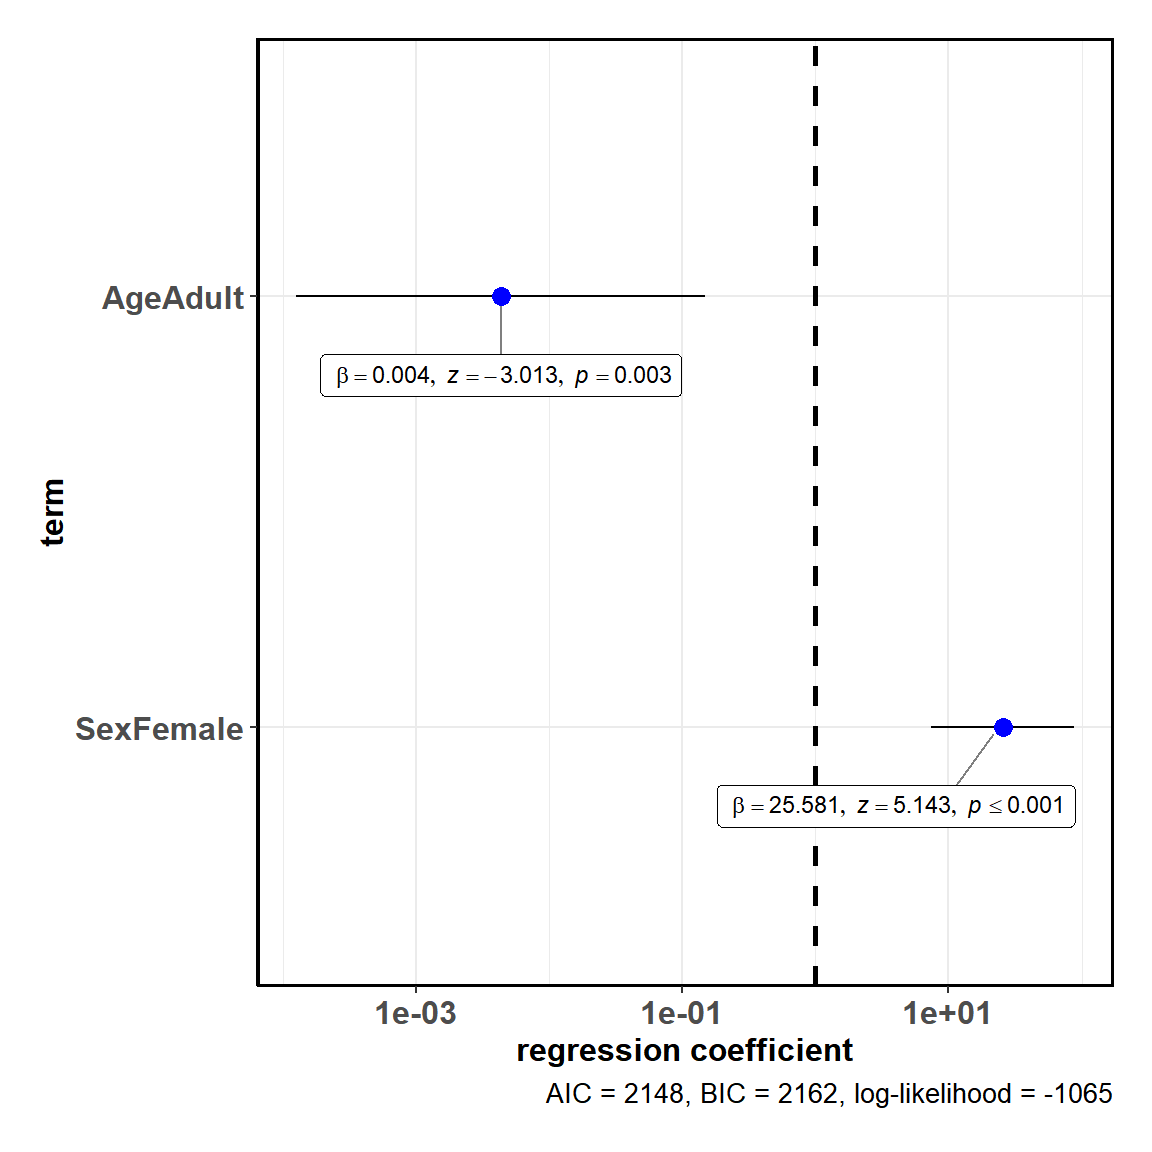 AgeAdult
β = 0.004, z = −3.013, p = 0.003
term
SexFemale
β = 25.581, z = 5.143, p ≤ 0.001
1e-03 1e-01 1e+01
regression coefficient
AIC = 2148, BIC = 2162, log-likelihood = -1065